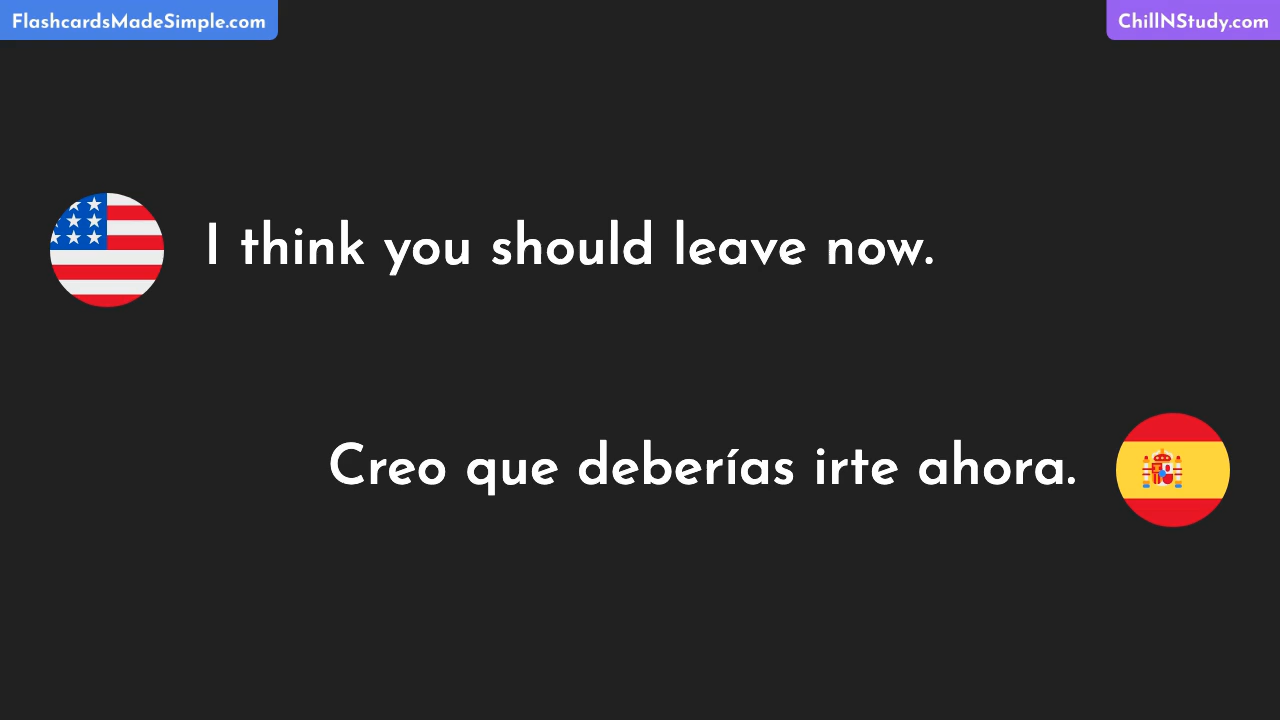 FlashcardsMadeSimple.com
ChillNStudy.com
I think you should leave now.
Creo que deberías irte ahora.